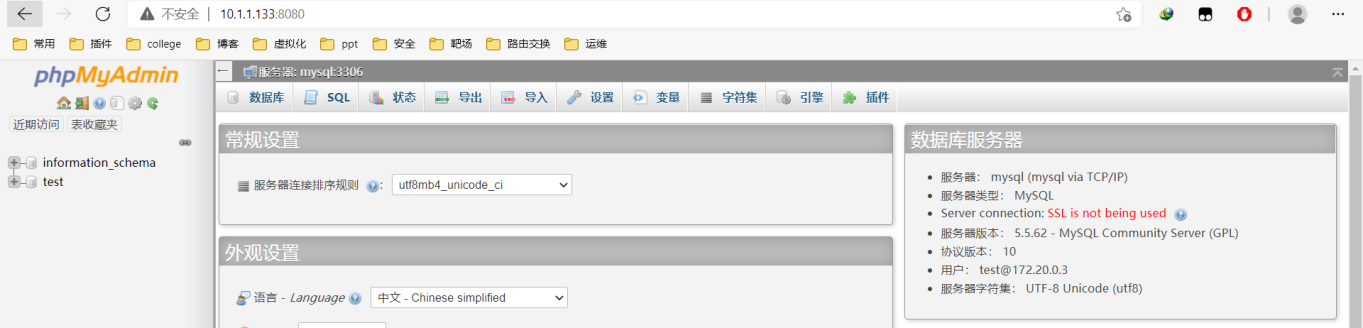 不安全 | 10.1.1.133:8080
常用 插件 college 博客 虚拟化 ppt 安全 靶场 路由交换 运维
phpMyAdmin
近期访问 表收藏夹
information_schema
test
服务器: mysql:3306
数据库 SQL 状态 导出 导入 设置 变量 字符集 引擎 插件
常规设置
服务器连接排序规则 : utf8mb4_unicode_ci
外观设置
语言 - Language 中文 - Chinese simplified
数据库服务器
服务器： mysql (mysql via TCP/IP)
服务器类型： MySQL
Server connection: SSL is not being used
服务器版本： 5.5.62 - MySQL Community Server (GPL)
协议版本： 10
用户： test@172.20.0.3
服务器字符集： UTF-8 Unicode (utf8)